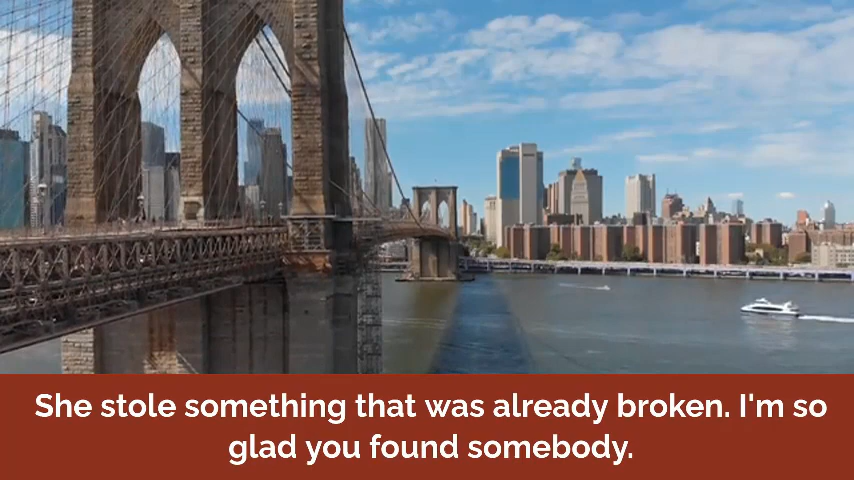 She stole something that was already broken. I'm so
glad you found somebody.